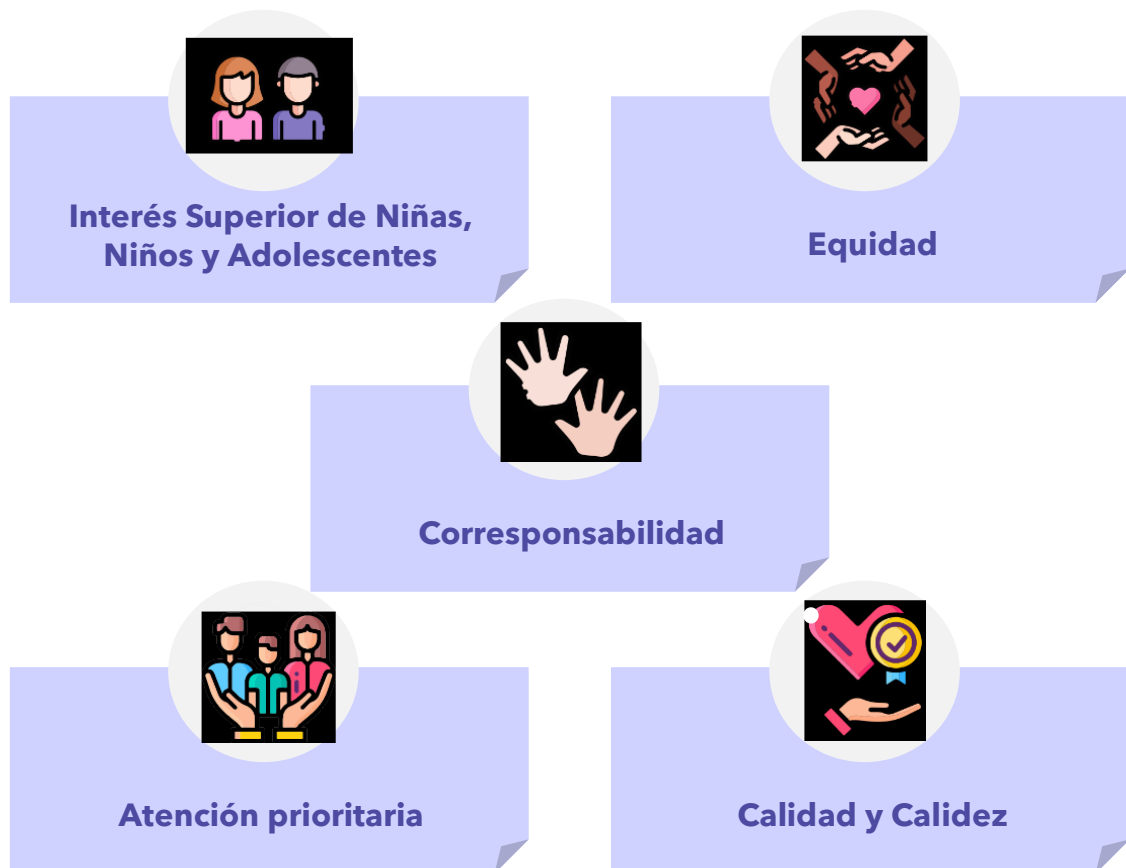 Interés Superior de Niñas,
Niños y Adolescentes
Equidad
Corresponsabilidad
Atención prioritaria
Calidad y Calidez